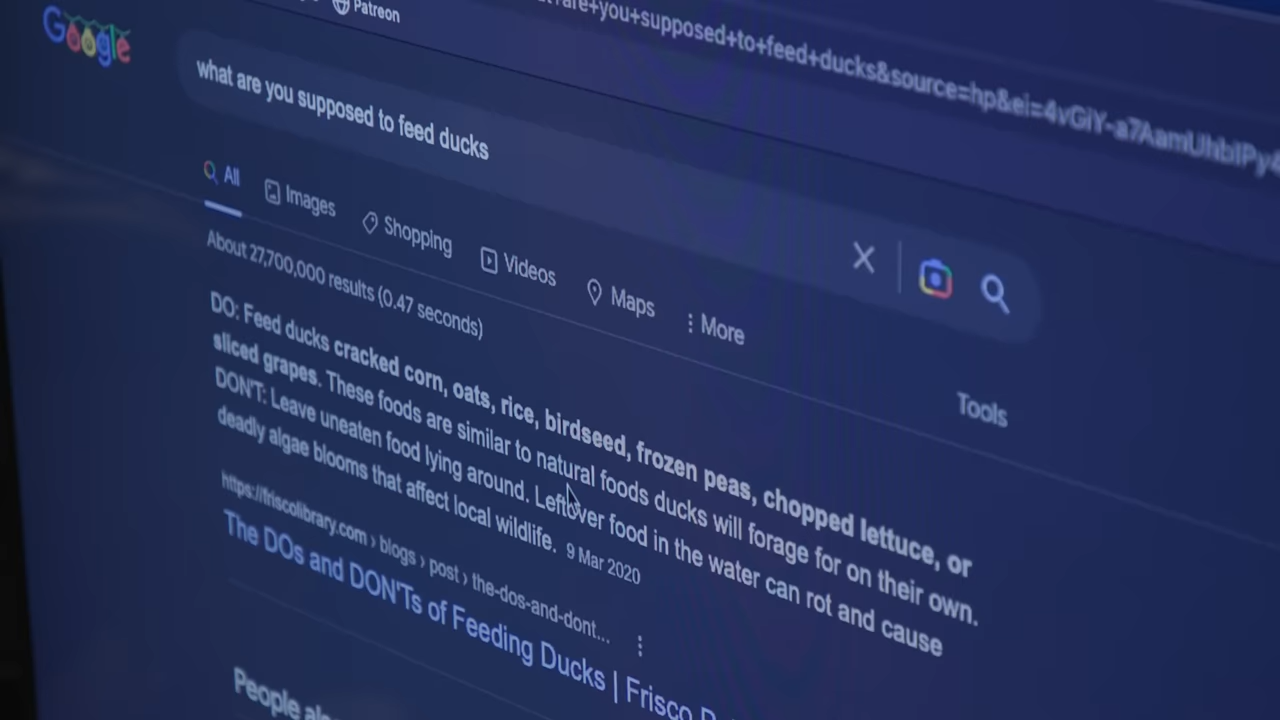 Patreon
are+you+supposed+to+feed+ducks&source=hp&ei=4vGiY-a7AamUhbIPy
Google
what are you supposed to feed ducks
All
Images
Shopping
Videos
Maps
More
Tools
About 27,700,000 results (0.47 seconds)
DO: Feed ducks cracked corn, oats, rice, birdseed, frozen peas, chopped lettuce, or
sliced grapes. These foods are similar to natural foods ducks will forage for on their own.
DON'T: Leave uneaten food lying around. Leftover food in the water can rot and cause
deadly algae blooms that affect local wildlife. 9 Mar 2020
https://friscolibrary.com › blogs › post › the-dos-and-dont...
The DOs and DON'Ts of Feeding Ducks | Frisco
People